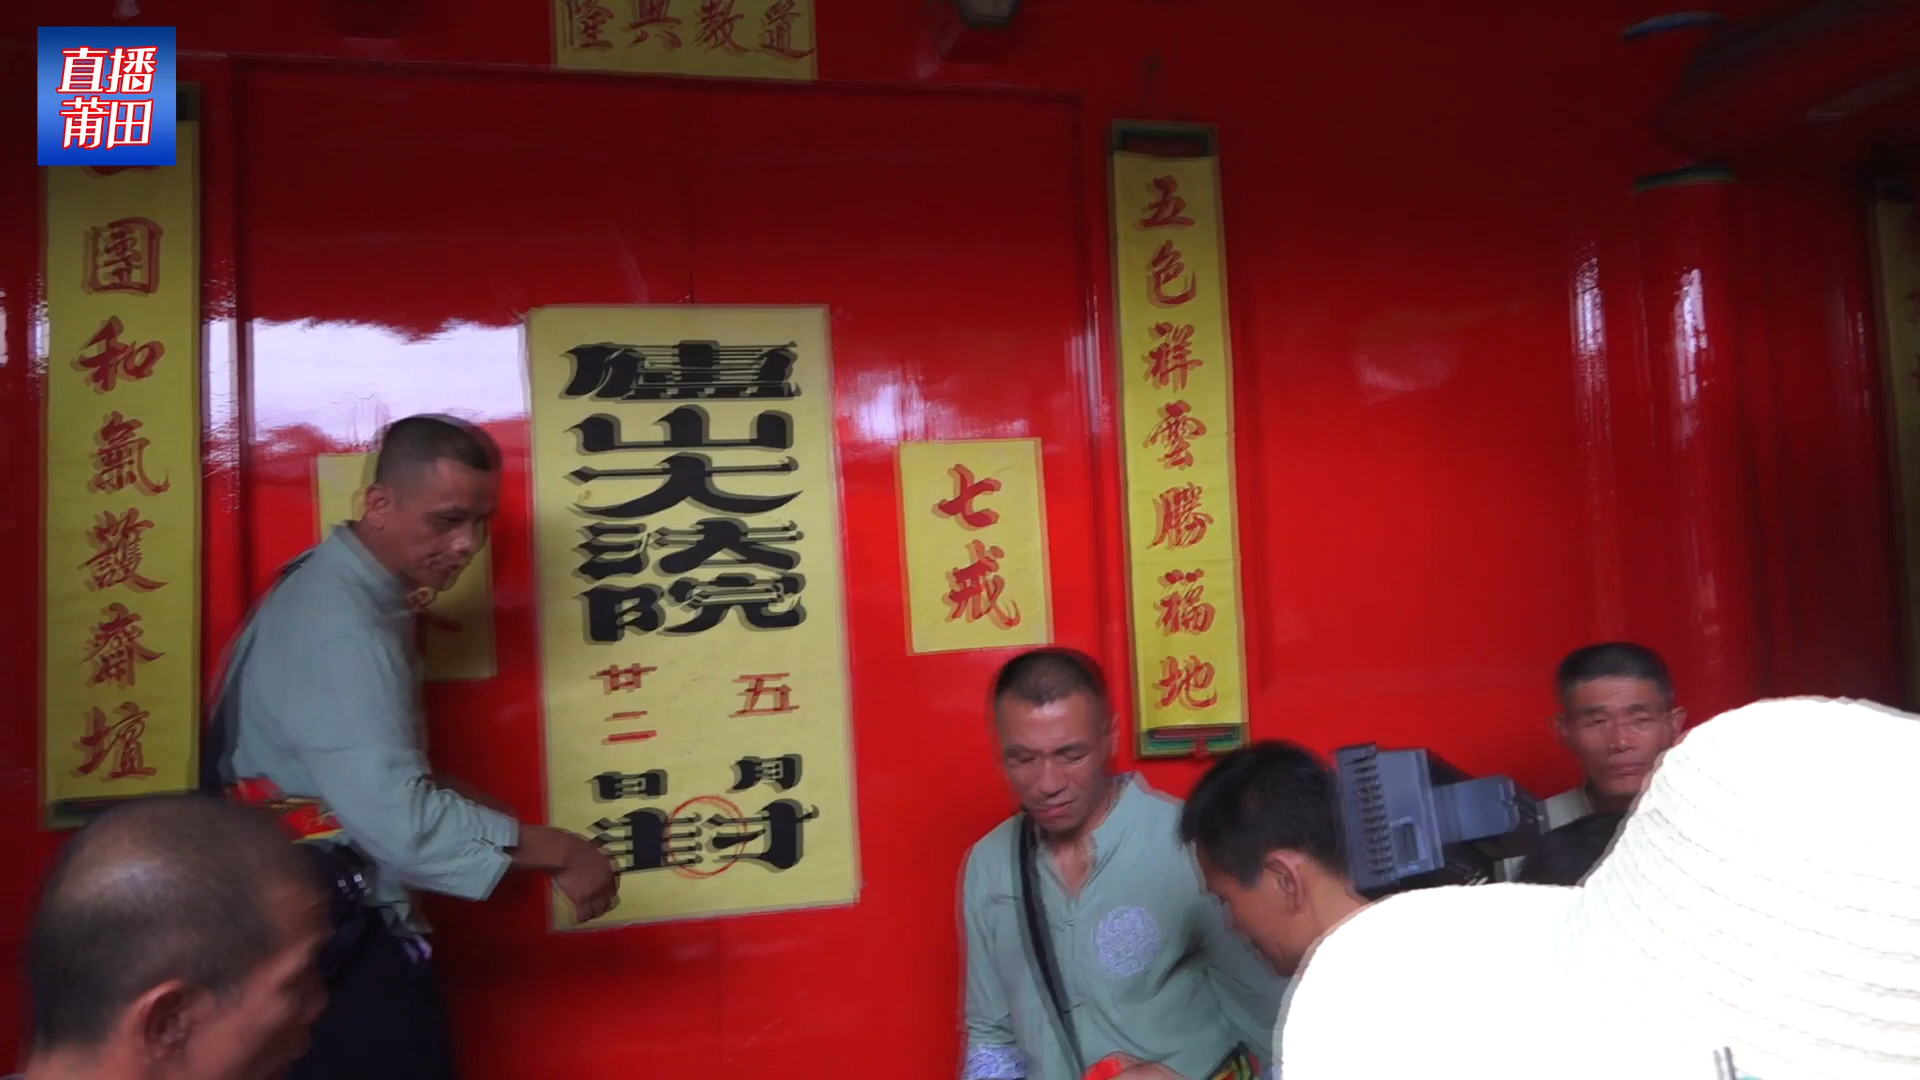 直播
莆田
道教興隆
五色祥雲勝福地
團和氣護齋壇
廬山大法院
五月
廿二日
封
七戒